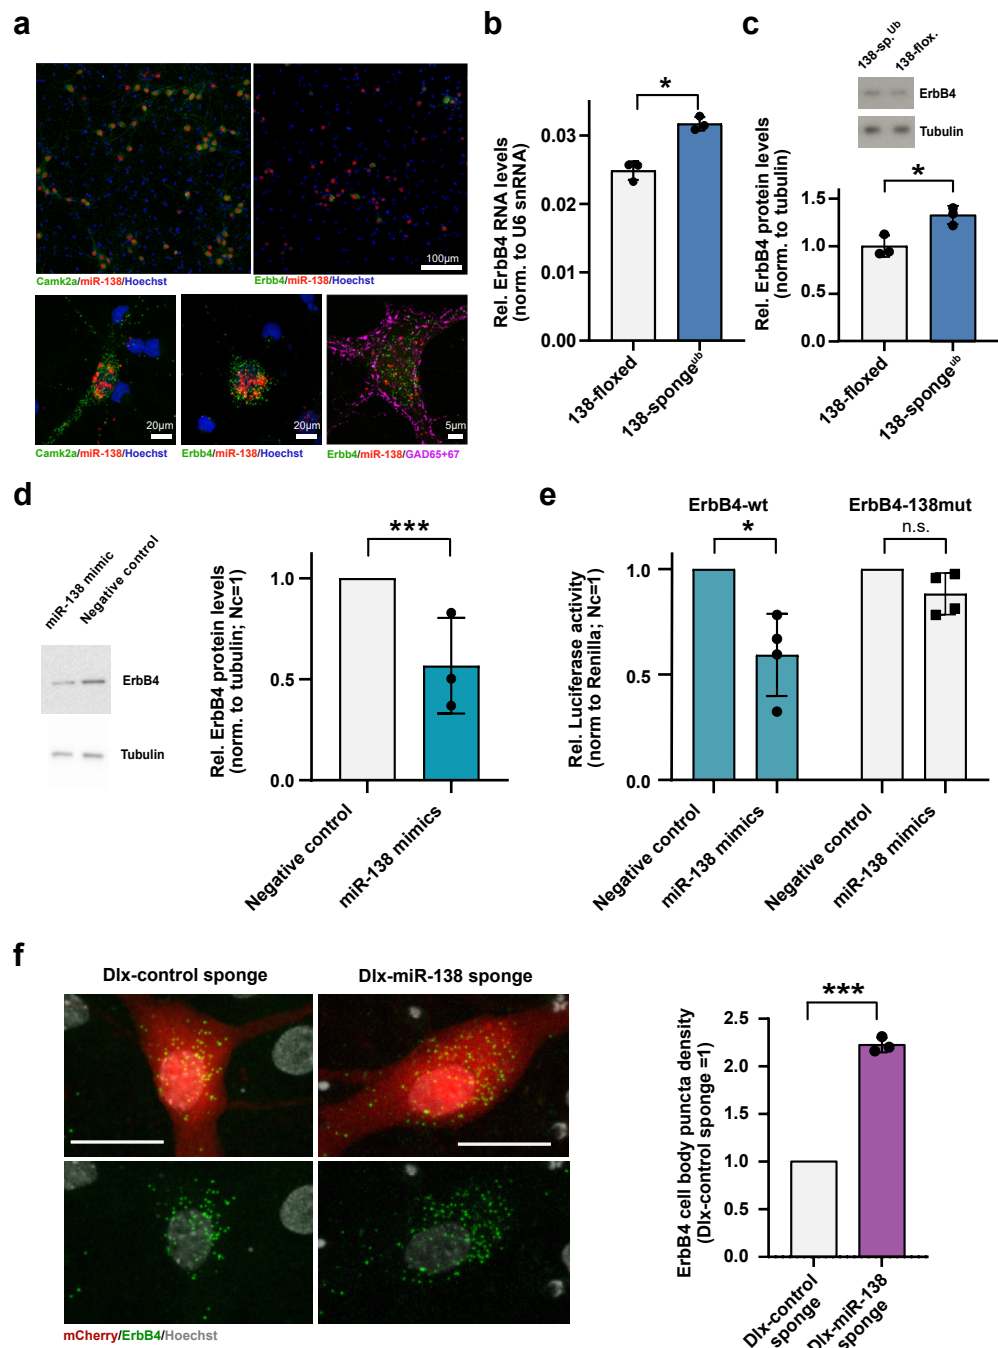 a
Camk2a/miR-138/Hoechst
100μm
Erbb4/miR-138/Hoechst
20μm
Camk2a/miR-138/Hoechst
20μm
Erbb4/miR-138/Hoechst
5μm
Erbb4/miR-138/GAD65+67
b
Rel. ErbB4 RNA levels
(norm. to U6 snRNA)
*
0.03
0.02
0.01
0.00
138-floxed
138-spongeᵁᵇ
c
138-sp.ᵁᵇ
138-flox.
ErbB4
Tubulin
Rel. ErbB4 protein levels
(norm. to tubulin)
*
1.5
1.0
0.5
0.0
138-floxed
138-spongeᵁᵇ
d
miR-138 mimic
Negative control
ErbB4
Tubulin
Rel. ErbB4 protein levels
(norm. to tubulin; Nc=1)
***
1.0
0.5
0.0
Negative control
miR-138 mimics
e
ErbB4-wt
ErbB4-138mut
*
n.s.
Rel. Luciferase activity
(norm to Renilla; Nc=1)
1.0
0.5
0.0
Negative control
miR-138 mimics
Negative control
miR-138 mimics
f
Dlx-control sponge
Dlx-miR-138 sponge
mCherry/ErbB4/Hoechst
ErbB4 cell body puncta density
(Dlx-control sponge =1)
***
2.5
2.0
1.5
1.0
0.5
0.0
Dlx-control
sponge
Dlx-miR-138
sponge